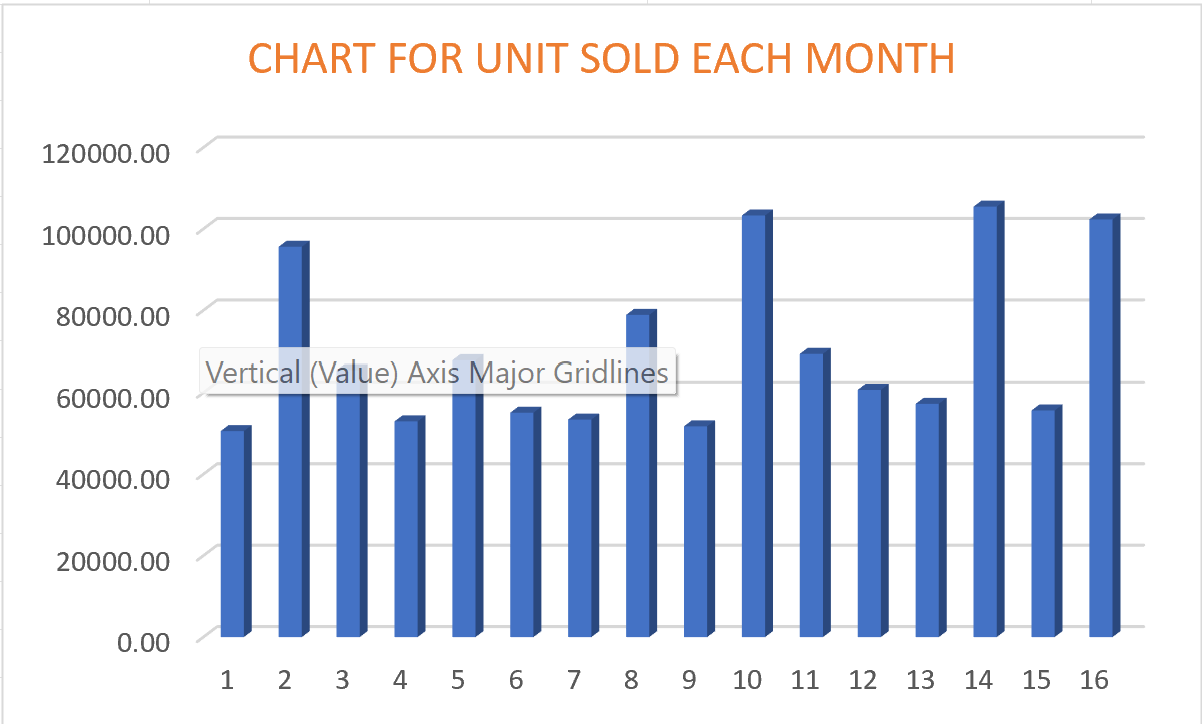 CHART FOR UNIT SOLD EACH MONTH
120000.00
100000.00
80000.00
Vertical (Value) Axis Major Gridlines
60000.00
40000.00
20000.00
0.00
1 2 3 4 5 6 7 8 9 10 11 12 13 14 15 16